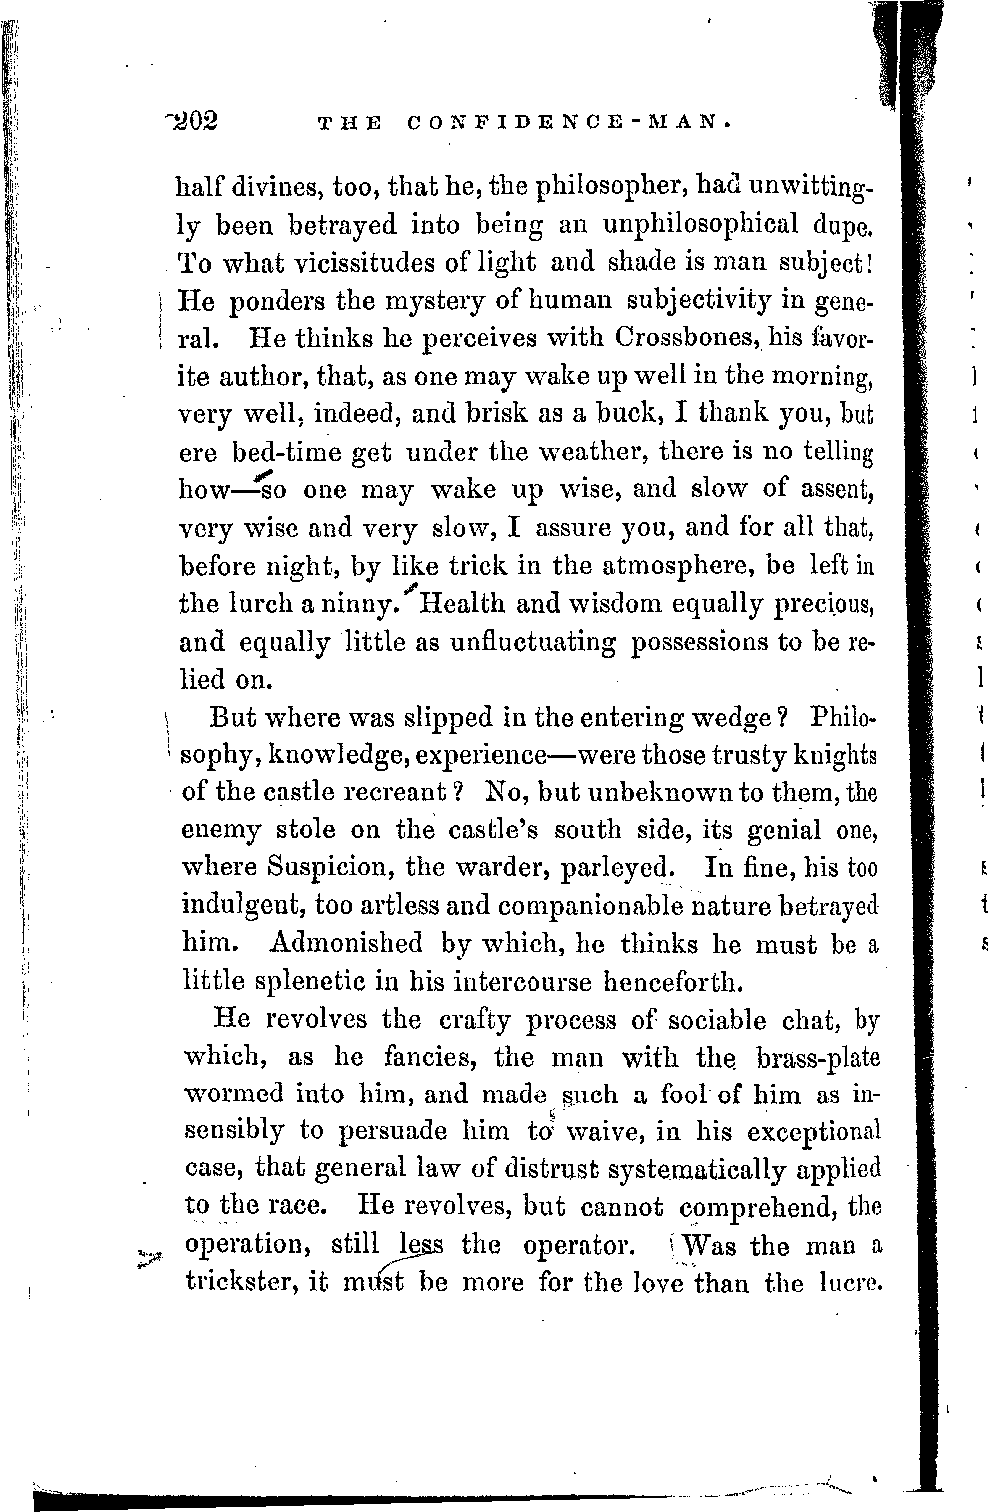 202 THE CONFIDENCE-MAN.
half divines, too, that he, the philosopher, had unwitting-
ly been betrayed into being an unphilosophical dupe.
To what vicissitudes of light and shade is man subject!
He ponders the mystery of human subjectivity in gene-
ral. He thinks he perceives with Crossbones, his favor-
ite author, that, as one may wake up well in the morning,
very well, indeed, and brisk as a buck, I thank you, but
ere bed-time get under the weather, there is no telling
how—so one may wake up wise, and slow of assent,
very wise and very slow, I assure you, and for all that,
before night, by like trick in the atmosphere, be left in
the lurch a ninny. Health and wisdom equally precious,
and equally little as unfluctuating possessions to be re-
lied on.
But where was slipped in the entering wedge? Philo-
sophy, knowledge, experience—were those trusty knights
of the castle recreant? No, but unbeknown to them, the
enemy stole on the castle's south side, its genial one,
where Suspicion, the warder, parleyed. In fine, his too
indulgent, too artless and companionable nature betrayed
him. Admonished by which, he thinks he must be a
little splenetic in his intercourse henceforth.
He revolves the crafty process of sociable chat, by
which, as he fancies, the man with the brass-plate
wormed into him, and made such a fool of him as in-
sensibly to persuade him to waive, in his exceptional
case, that general law of distrust systematically applied
to the race. He revolves, but cannot comprehend, the
operation, still less the operator. Was the man a
trickster, it must be more for the love than the lucre.